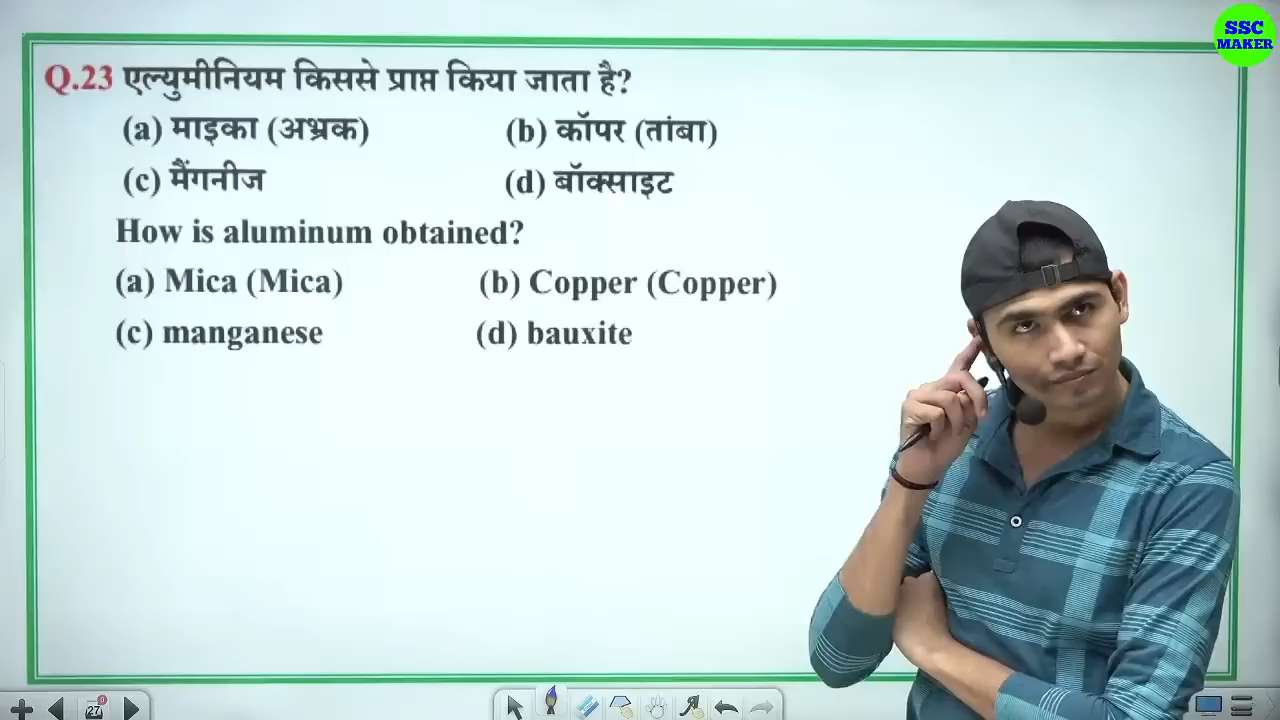 SSC
MAKER
Q.23 एल्युमीनियम किससे प्राप्त किया जाता है?
(a) माइका (अभ्रक) (b) कॉपर (तांबा)
(c) मैंगनीज (d) बॉक्साइट
How is aluminum obtained?
(a) Mica (Mica) (b) Copper (Copper)
(c) manganese (d) bauxite
27
0